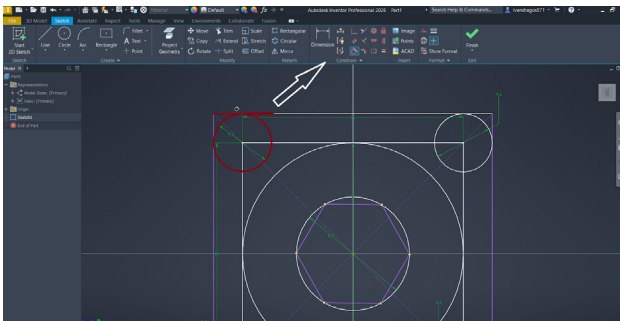 Autodesk Inventor Professional 2026 Part1
Search Help & Commands...
ivendragos571
File 3D Model Sketch Annotate Inspect Tools Manage View Environments Collaborate Fusion
Start
2D Sketch
Line Circle Arc Rectangle
Fillet
Text
Point
Project
Geometry
Move Trim Scale
Copy Extend Stretch
Rotate Split Offset
Rectangular
Circular
Mirror
Dimension
Image
Points
ACAD
Show Format
Finish
Sketch Create Modify Pattern Constrain Insert Format Exit
Model
Part1
Representations
Model States: [Primary]
View: [Primary]
Origin
Sketch1
End of Part